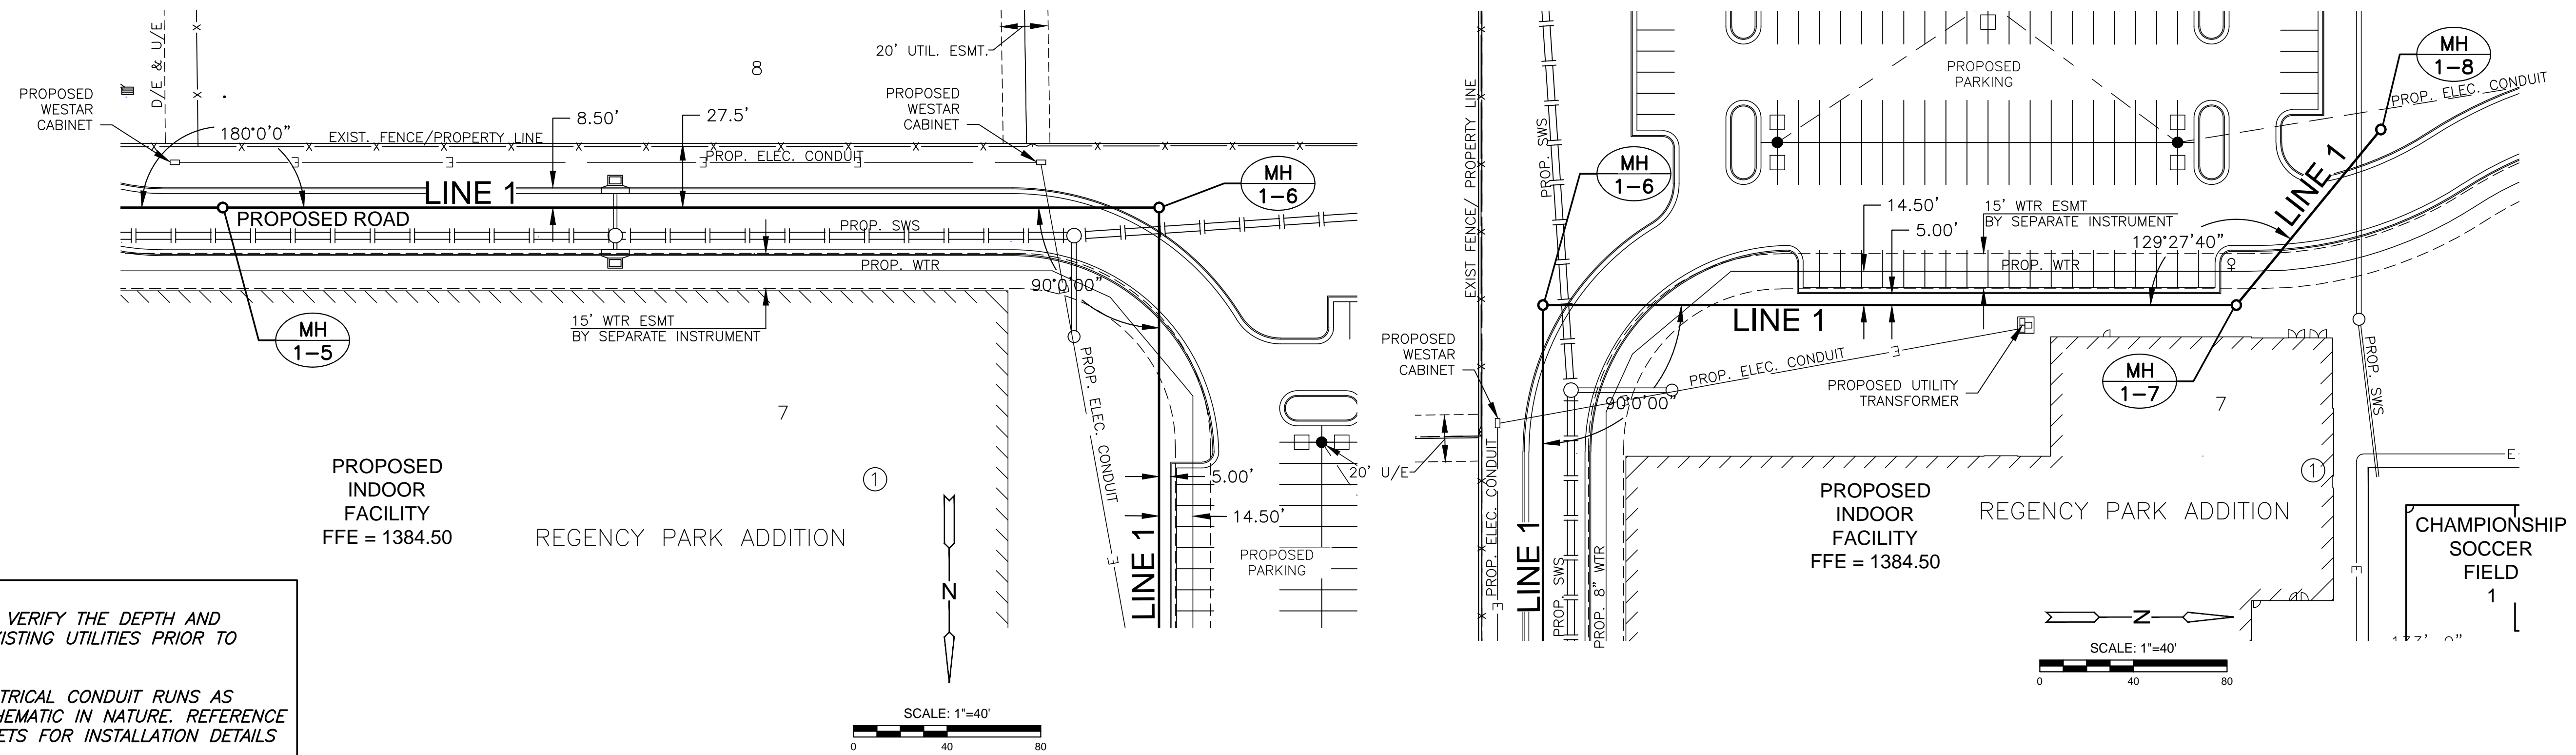 D/E & U/E
PROPOSED
WESTAR
CABINET
180°0'0"
EXIST. FENCE/PROPERTY LINE
8.50'
27.5'
8
20' UTIL. ESMT.
PROPOSED
WESTAR
CABINET
PROP. ELEC. CONDUIT
LINE 1
PROPOSED ROAD
MH
1-6
PROP. SWS
PROP. WTR
90°0'00"
15' WTR ESMT
BY SEPARATE INSTRUMENT
MH
1-5
PROP. ELEC. CONDUIT
7
1
PROPOSED
INDOOR
FACILITY
FFE = 1384.50
REGENCY PARK ADDITION
5.00'
14.50'
LINE 1
PROPOSED
PARKING
N
SCALE: 1"=40'
0 40 80
VERIFY THE DEPTH AND
XISTING UTILITIES PRIOR TO
TRICAL CONDUIT RUNS AS
HEMATIC IN NATURE. REFERENCE
ETS FOR INSTALLATION DETAILS
EXIST FENCE/ PROPERTY LINE
PROP. SWS
MH
1-6
PROPOSED
PARKING
MH
1-8
PROP. ELEC. CONDUIT
LINE 1
14.50'
5.00'
15' WTR ESMT
BY SEPARATE INSTRUMENT
129°27'40"
PROP. WTR
LINE 1
PROPOSED
WESTAR
CABINET
PROP. ELEC. CONDUIT
PROPOSED UTILITY
TRANSFORMER
MH
1-7
7
PROP. SWS
90°0'00"
20' U/E
PROP. ELEC. CONDUIT
LINE 1
PROP. SWS
PROP. 8" WTR
PROPOSED
INDOOR
FACILITY
FFE = 1384.50
REGENCY PARK ADDITION
1
CHAMPIONSHIP
SOCCER
FIELD
1
N
SCALE: 1"=40'
0 40 80